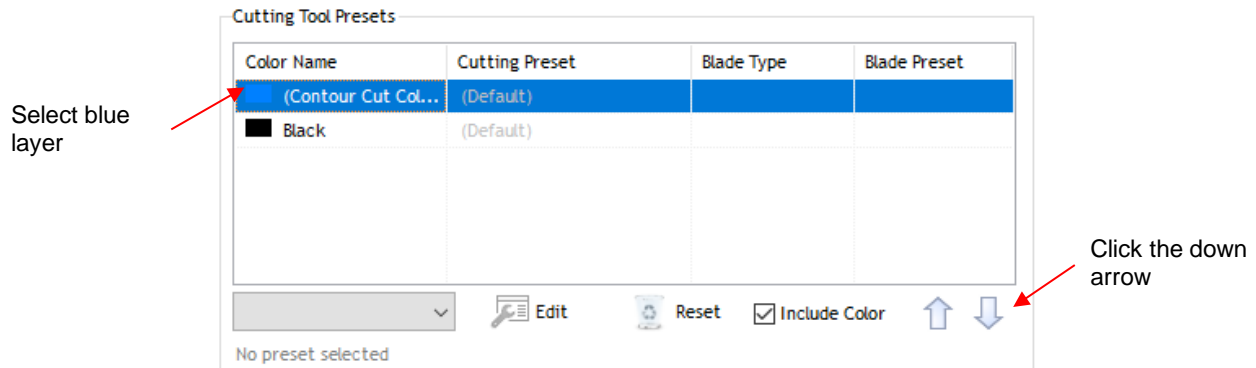 Cutting Tool Presets
Color Name Cutting Preset Blade Type Blade Preset
(Contour Cut Col... (Default)
Select blue
layer
Black (Default)
Click the down
arrow
Edit Reset Include Color
No preset selected